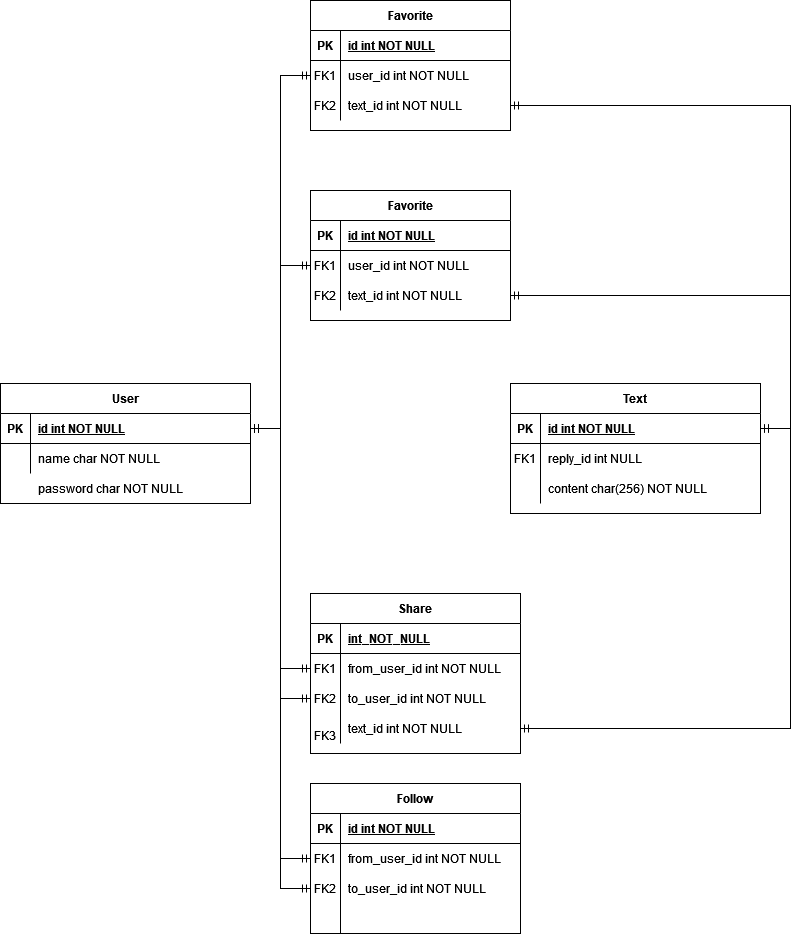 Favorite
PK id int NOT NULL
FK1 user_id int NOT NULL
FK2 text_id int NOT NULL
Favorite
PK id int NOT NULL
FK1 user_id int NOT NULL
FK2 text_id int NOT NULL
User
PK id int NOT NULL
name char NOT NULL
password char NOT NULL
Text
PK id int NOT NULL
FK1 reply_id int NULL
content char(256) NOT NULL
Share
PK int_NOT_NULL
FK1 from_user_id int NOT NULL
FK2 to_user_id int NOT NULL
FK3 text_id int NOT NULL
Follow
PK id int NOT NULL
FK1 from_user_id int NOT NULL
FK2 to_user_id int NOT NULL